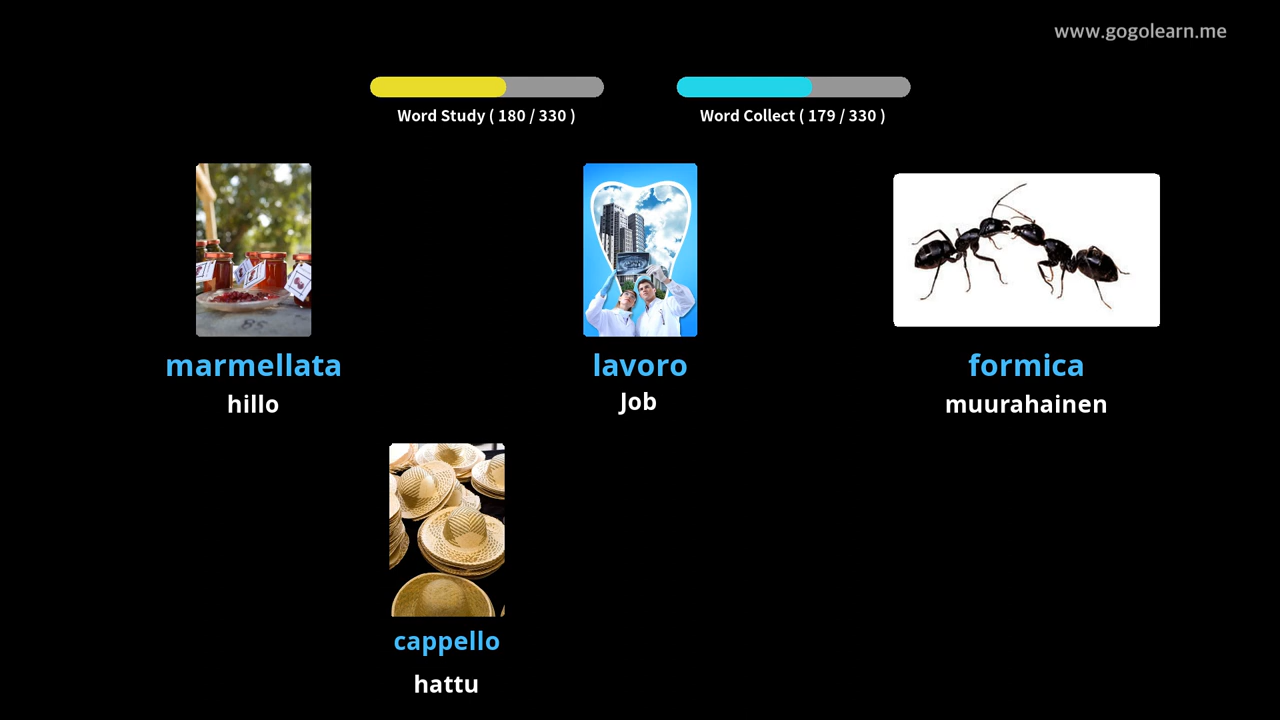 www.gogolearn.me
Word Study ( 180 / 330 )
Word Collect ( 179 / 330 )
marmellata
hillo
lavoro
Job
formica
muurahainen
cappello
hattu